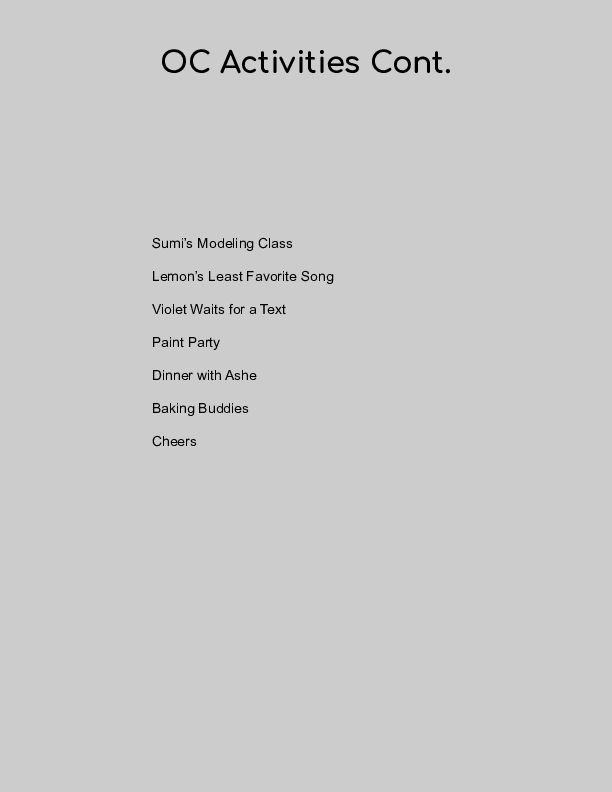 OC Activities Cont.
Sumi's Modeling Class
Lemon's Least Favorite Song
Violet Waits for a Text
Paint Party
Dinner with Ashe
Baking Buddies
Cheers